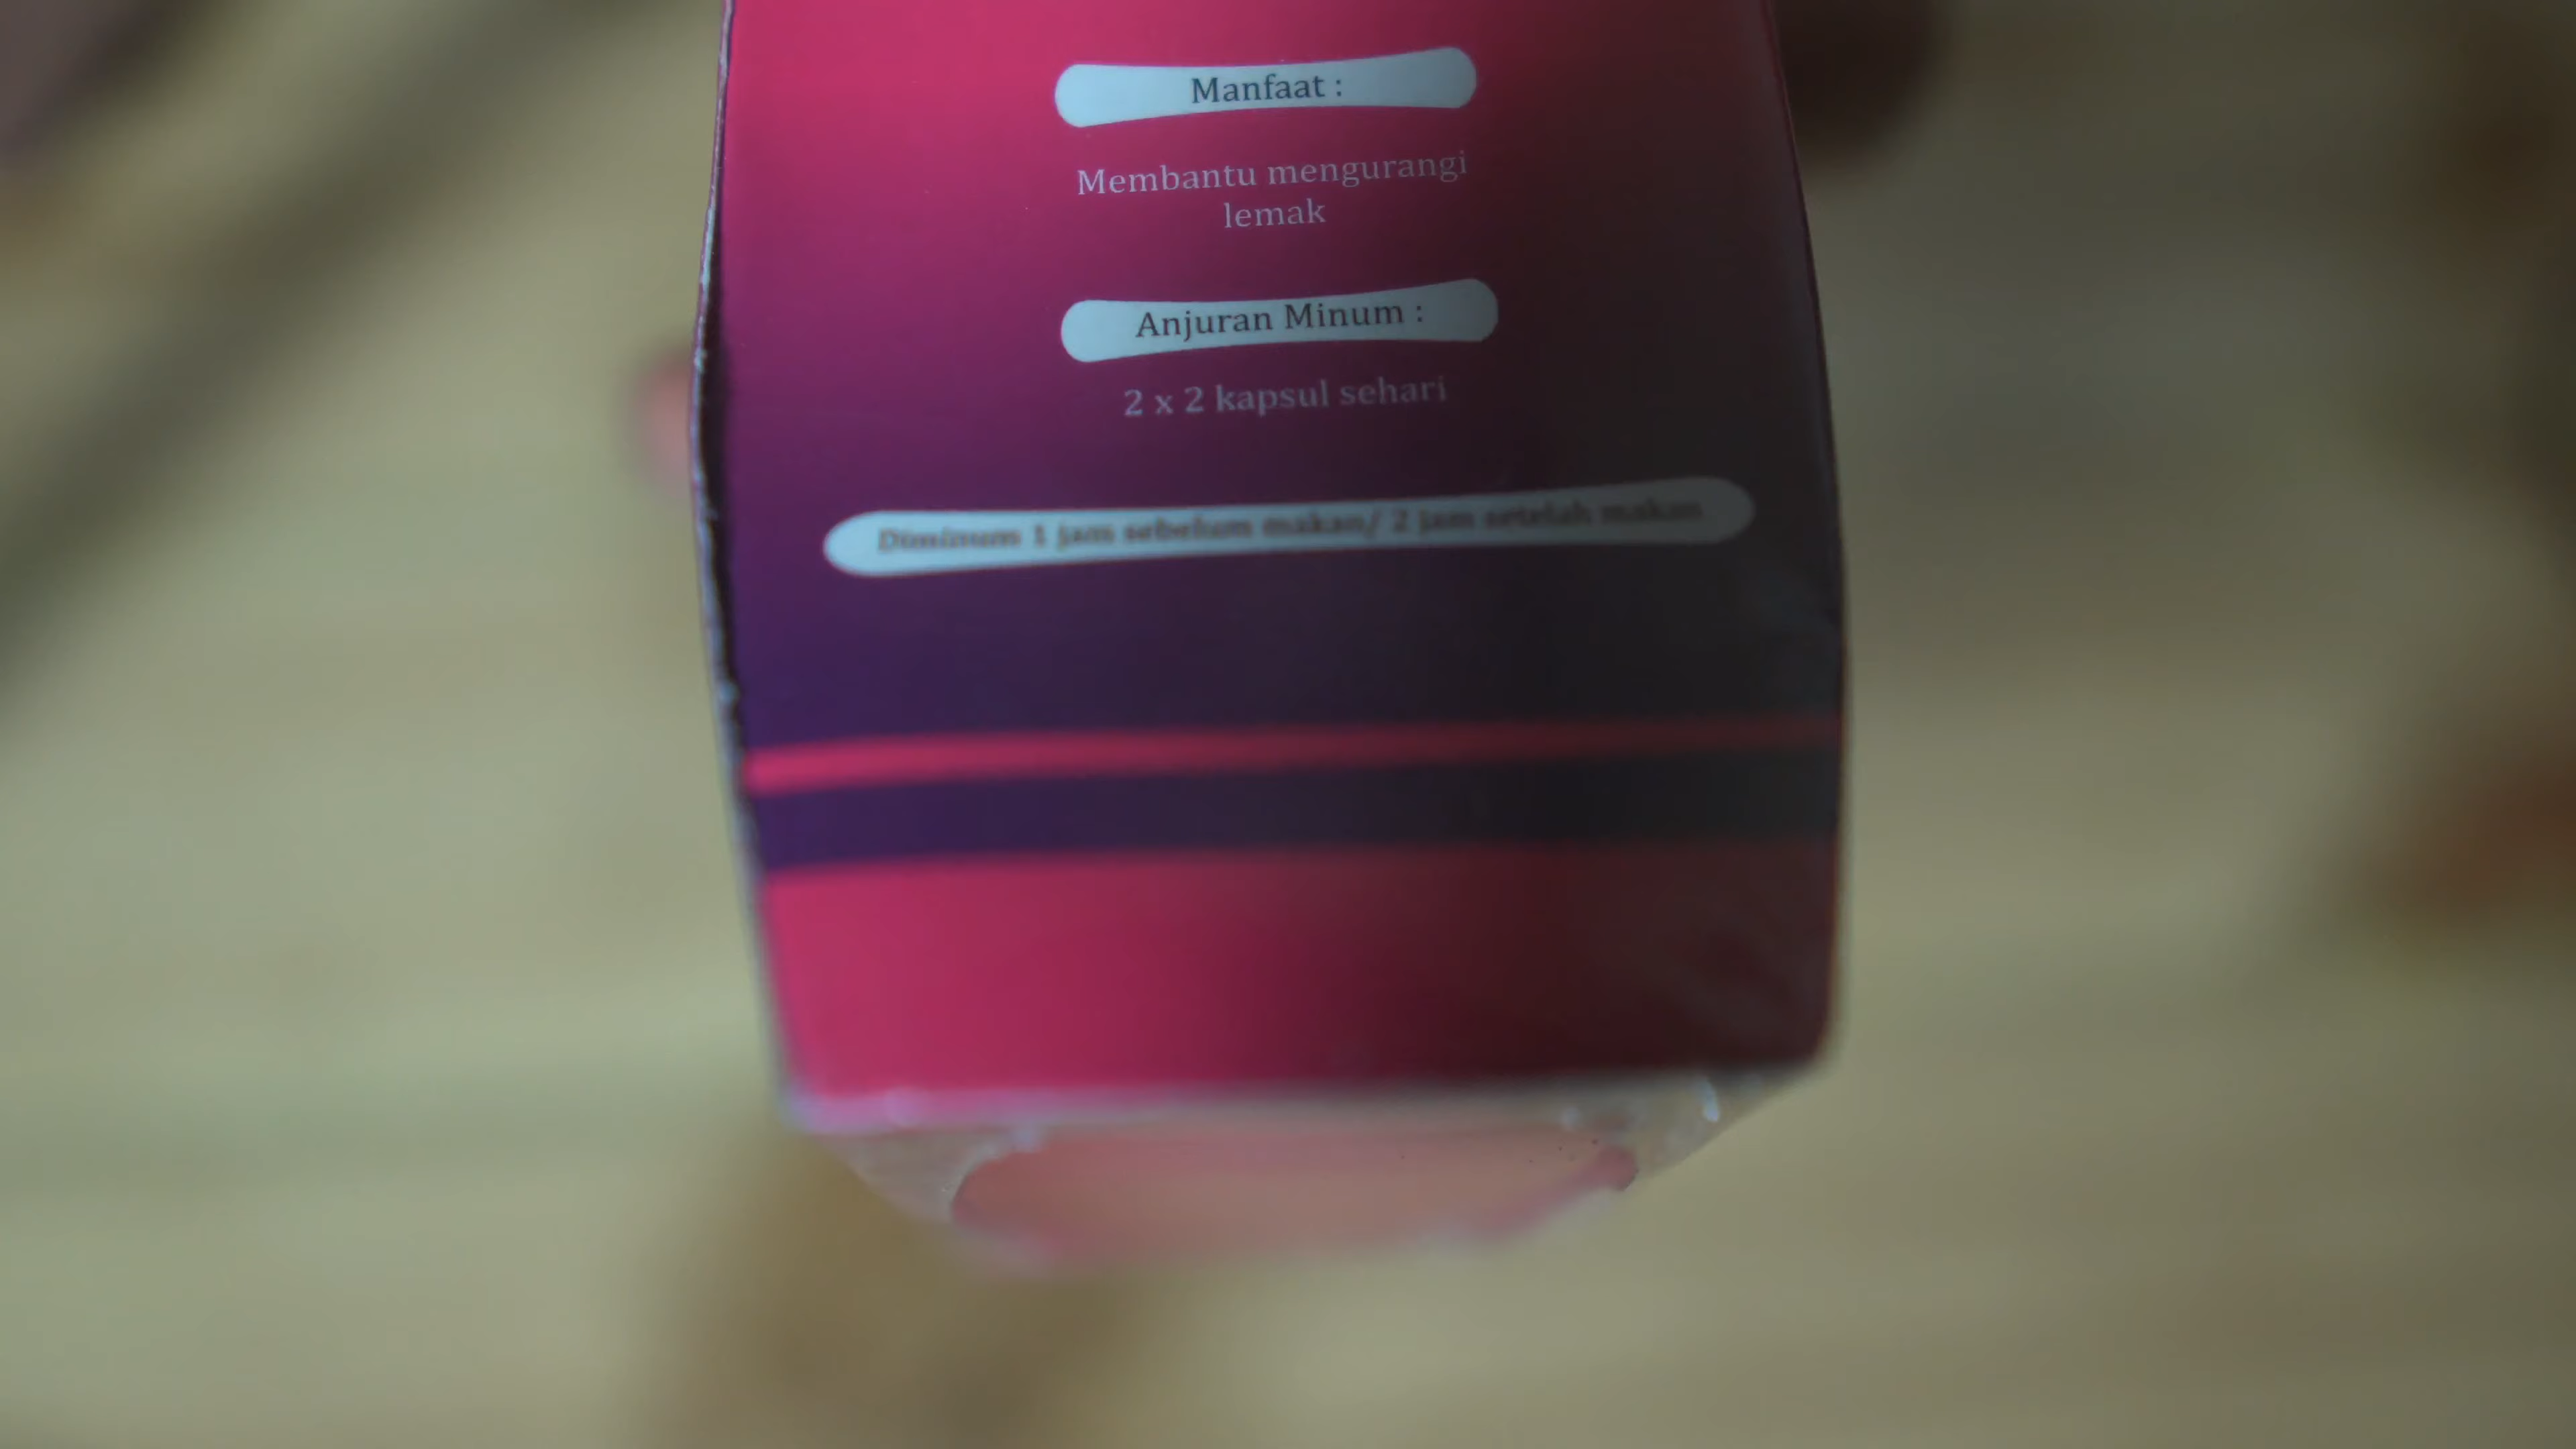 Manfaat :
Membantu mengurangi
lemak
Anjuran Minum :
2 x 2 kapsul sehari
Diminum 1 jam sebelum makan/ 2 jam setelah makan